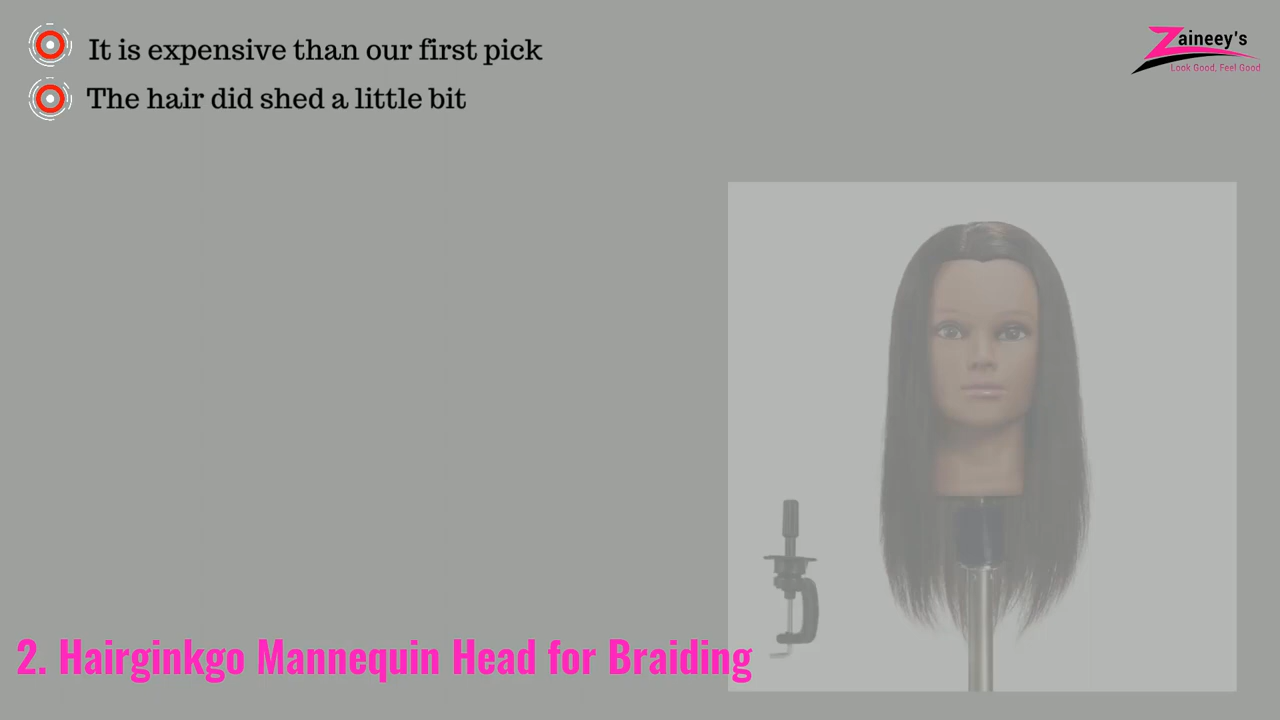 It is expensive than our first pick
The hair did shed a little bit
Zaineey's
Look Good, Feel Good
2. Hairginkgo Mannequin Head for Braiding